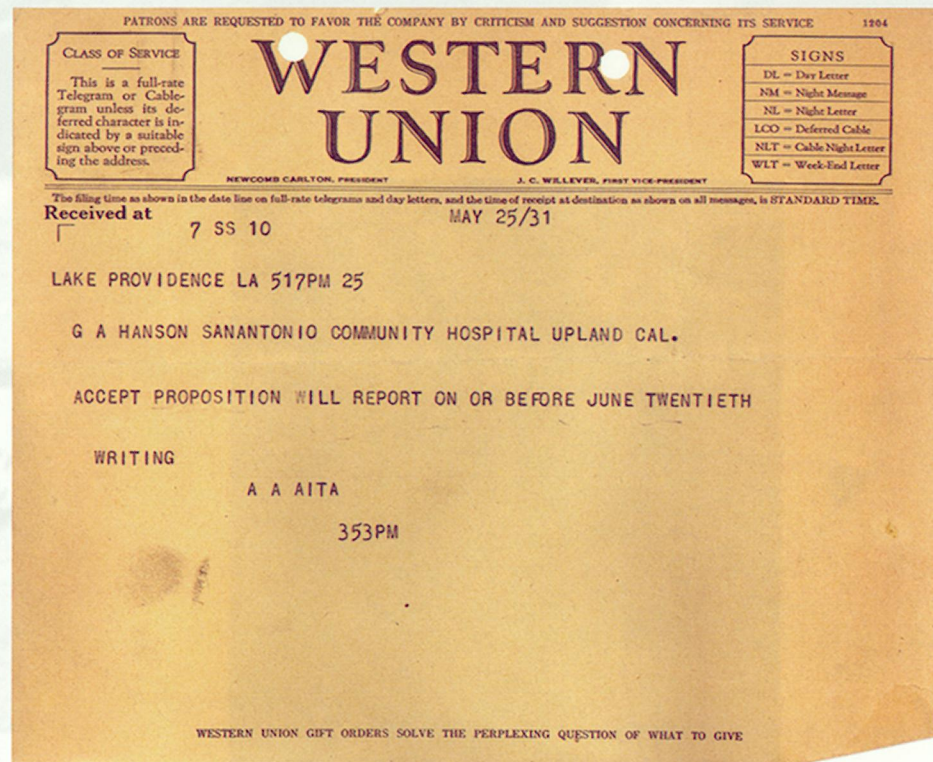 PATRONS ARE REQUESTED TO FAVOR THE COMPANY BY CRITICISM AND SUGGESTION CONCERNING ITS SERVICE 1204
CLASS OF SERVICE
This is a full-rate
Telegram or Cable-
gram unless its de-
ferred character is in-
dicated by a suitable
sign above or preced-
ing the address.
WESTERN
UNION
NEWCOMB CARLTON, PRESIDENT
J. C. WILLEVER, FIRST VICE-PRESIDENT
SIGNS
DL = Day Letter
NM = Night Message
NL = Night Letter
LCO = Deferred Cable
NLT = Cable Night Letter
WLT = Week-End Letter
The filing time as shown in the date line on full-rate telegrams and day letters, and the time of receipt at destination as shown on all messages, is STANDARD TIME.
Received at
MAY 25/31
7 SS 10
LAKE PROVIDENCE LA 517PM 25
G A HANSON SANANTONIO COMMUNITY HOSPITAL UPLAND CAL.
ACCEPT PROPOSITION WILL REPORT ON OR BEFORE JUNE TWENTIETH
WRITING
A A AITA
353PM
WESTERN UNION GIFT ORDERS SOLVE THE PERPLEXING QUESTION OF WHAT TO GIVE